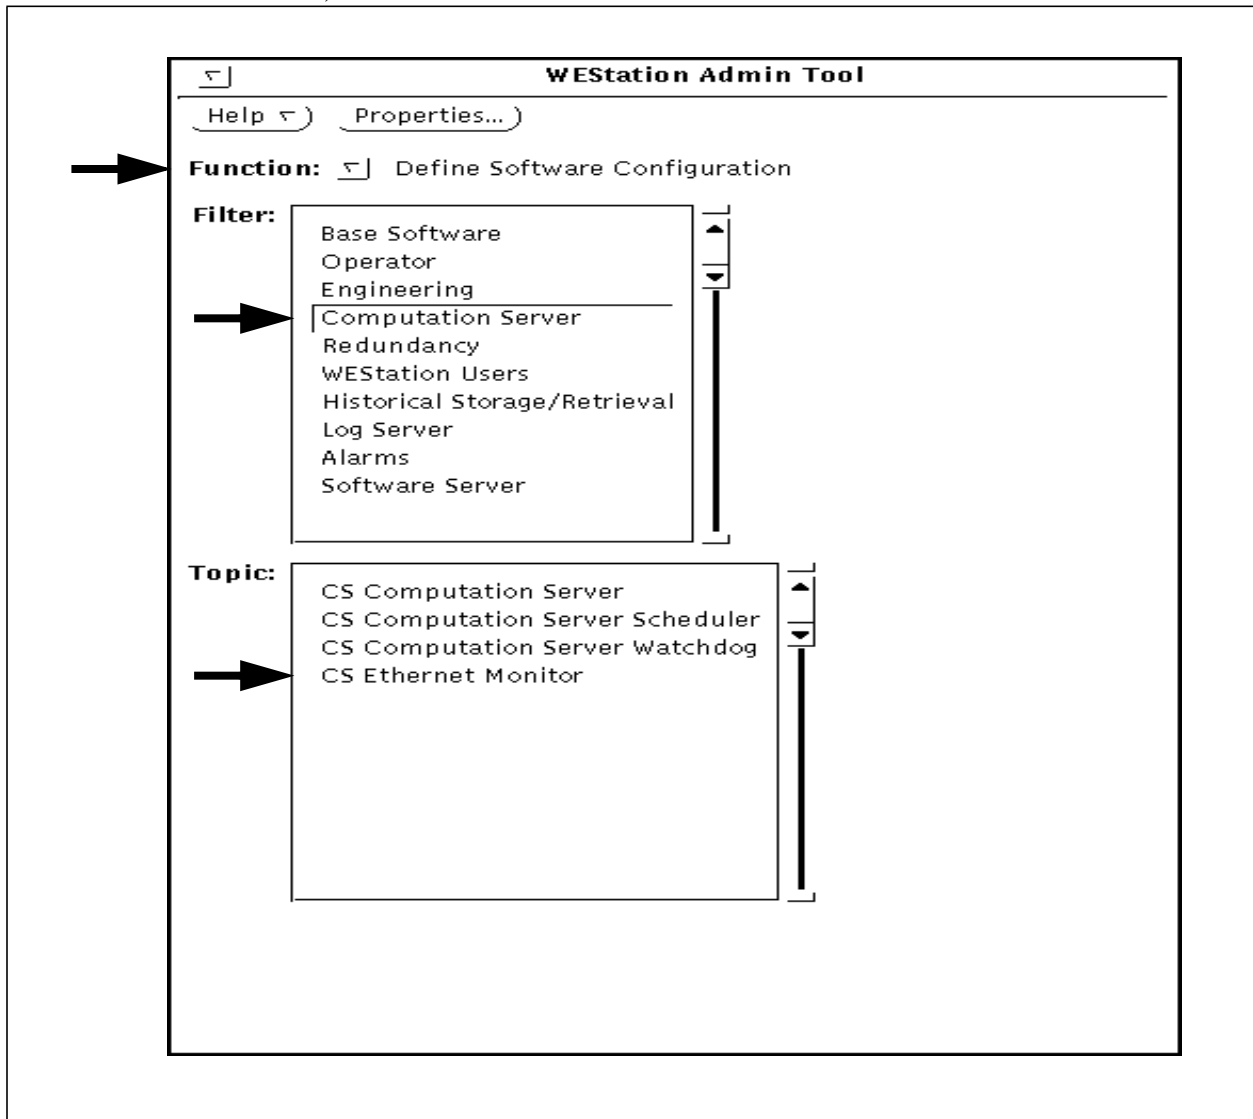 WEStation Admin Tool
Help Properties...
Function: Define Software Configuration
Filter:
Base Software
Operator
Engineering
Computation Server
Redundancy
WEStation Users
Historical Storage/Retrieval
Log Server
Alarms
Software Server
Topic:
CS Computation Server
CS Computation Server Scheduler
CS Computation Server Watchdog
CS Ethernet Monitor